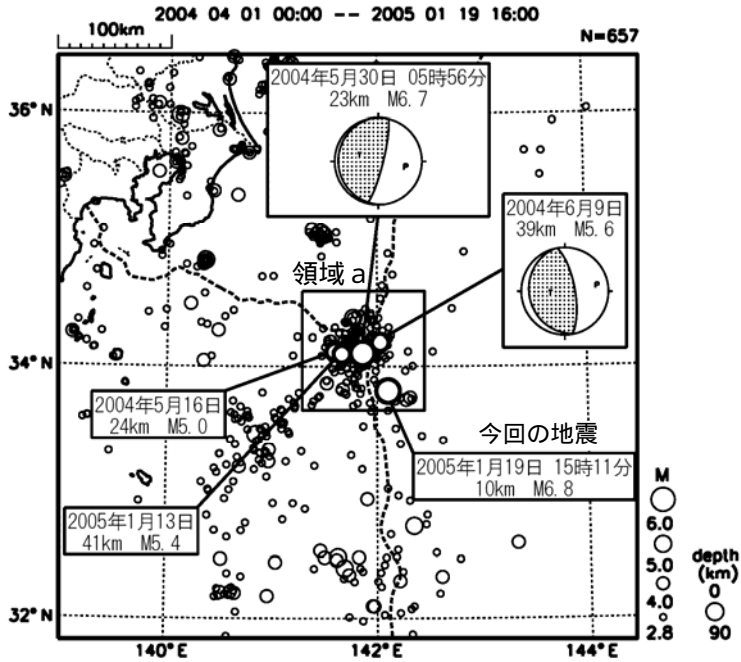 2004 04 01 00:00 -- 2005 01 19 16:00
100km
N=657
36°N
34°N
32°N
140°E
142°E
144°E
2004年5月30日 05時56分
23km M6.7
T
P
2004年6月9日
39km M5.6
T
P
領域a
2004年5月16日
24km M5.0
今回の地震
2005年1月19日 15時11分
10km M6.8
2005年1月13日
41km M5.4
M
6.0
5.0
4.0
2.8
depth
(km)
0
90